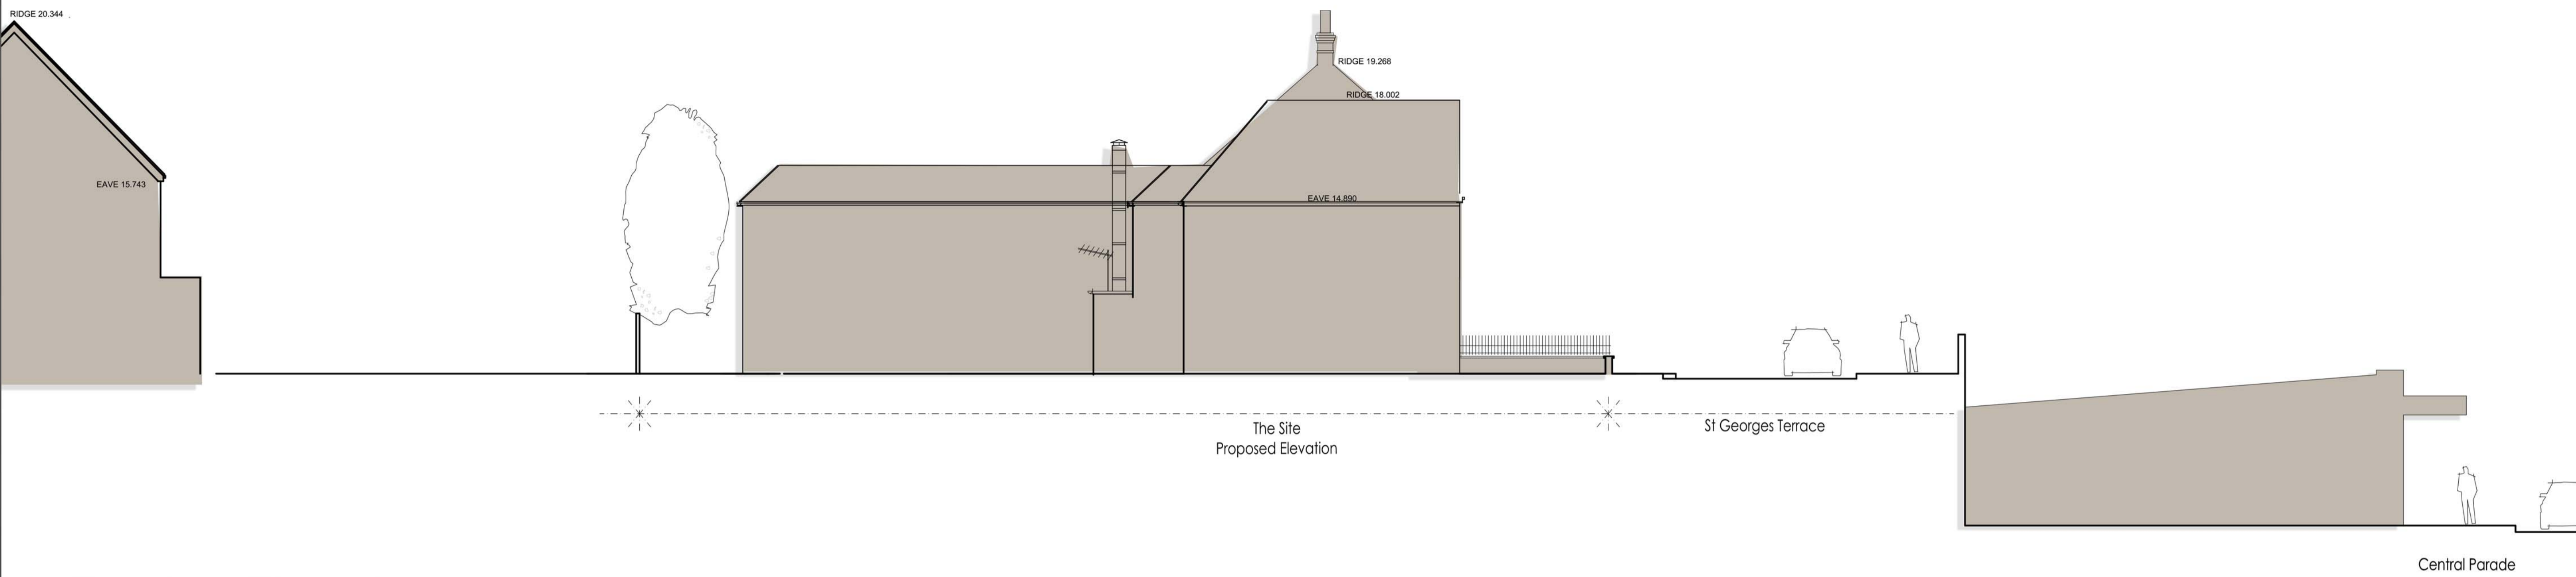 RIDGE 20.344
RIDGE 19.268
RIDGE 18.002
EAVE 15.743
EAVE 14.890
The Site
Proposed Elevation
St Georges Terrace
Central Parade